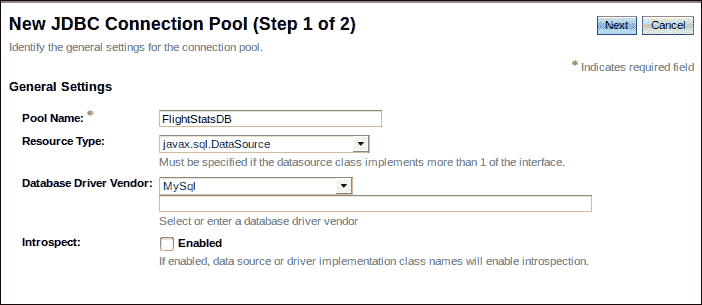 New JDBC Connection Pool (Step 1 of 2)
Next Cancel
Identify the general settings for the connection pool.
* Indicates required field
General Settings
Pool Name: * FlightStatsDB
Resource Type: javax.sql.DataSource
Must be specified if the datasource class implements more than 1 of the interface.
Database Driver Vendor: MySql
Select or enter a database driver vendor
Introspect: Enabled
If enabled, data source or driver implementation class names will enable introspection.